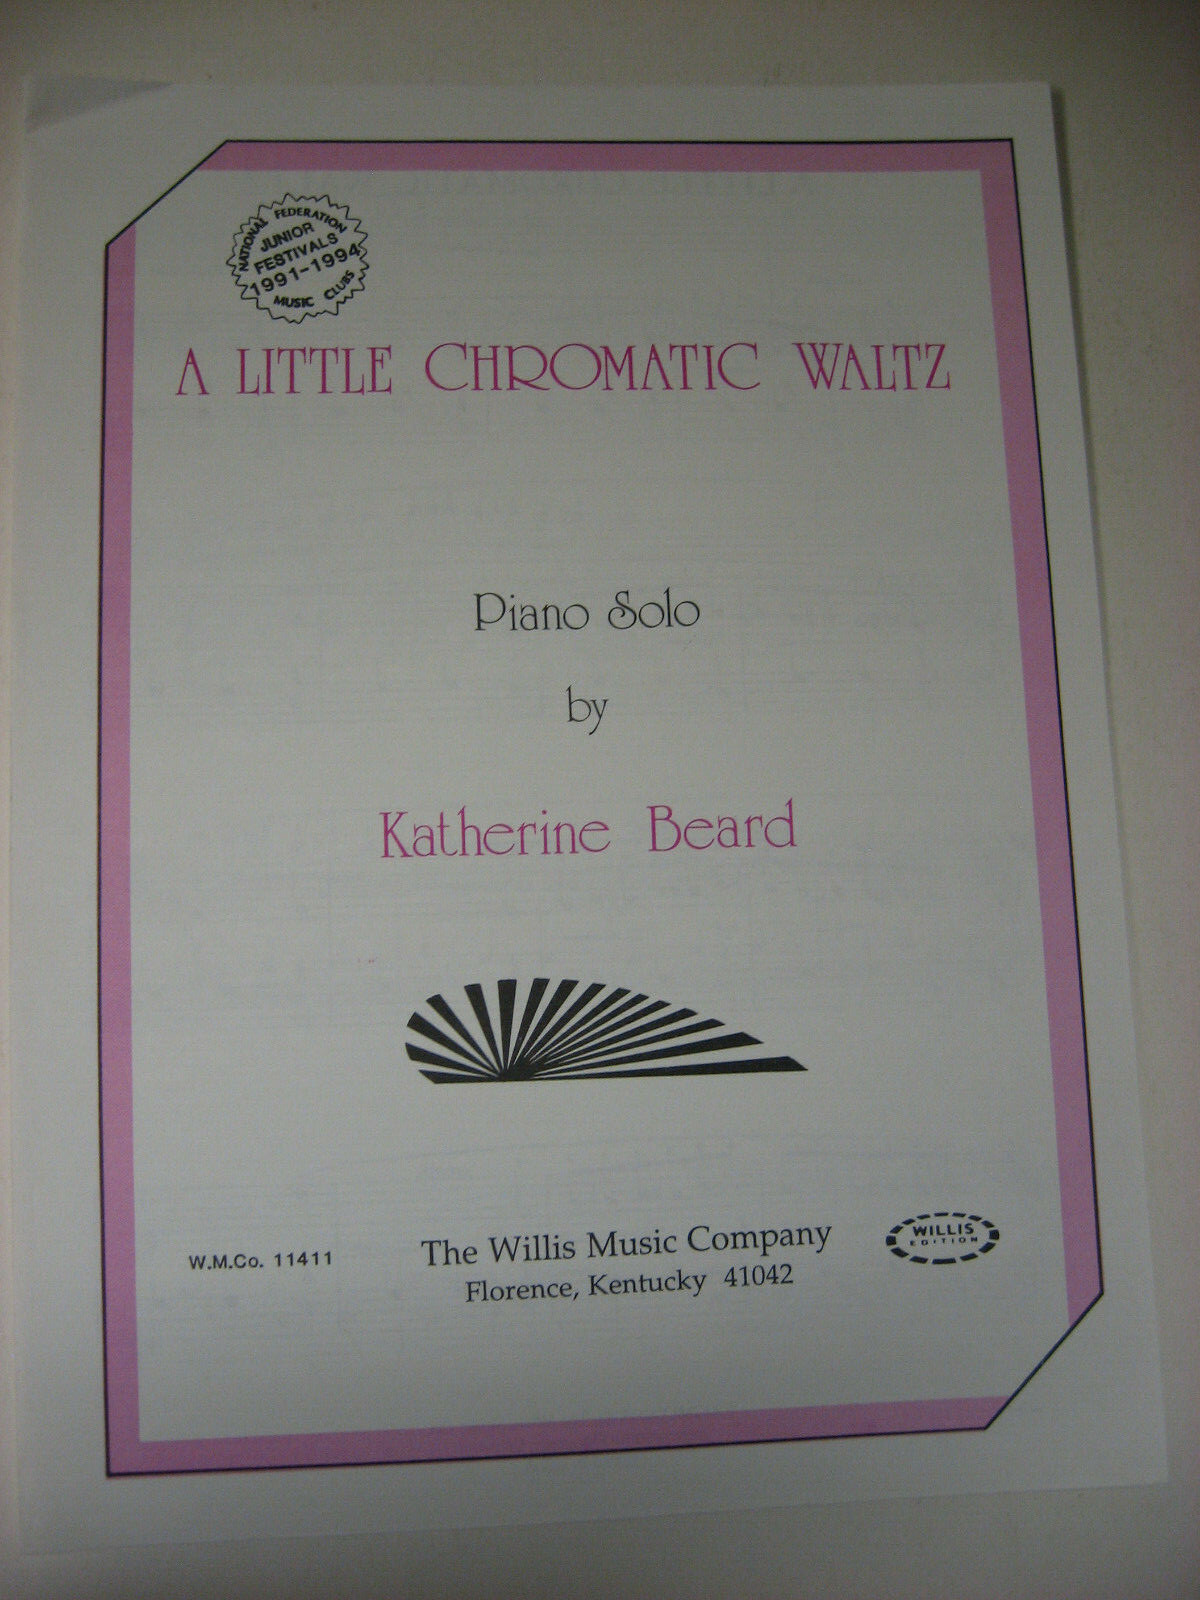 NATIONAL FEDERATION
JUNIOR
FESTIVALS
1991-1994
MUSIC CLUBS
A LITTLE CHROMATIC WALTZ
Piano Solo
by
Katherine Beard
W.M.Co. 11411
The Willis Music Company
Florence, Kentucky 41042
WILLIS
EDITION